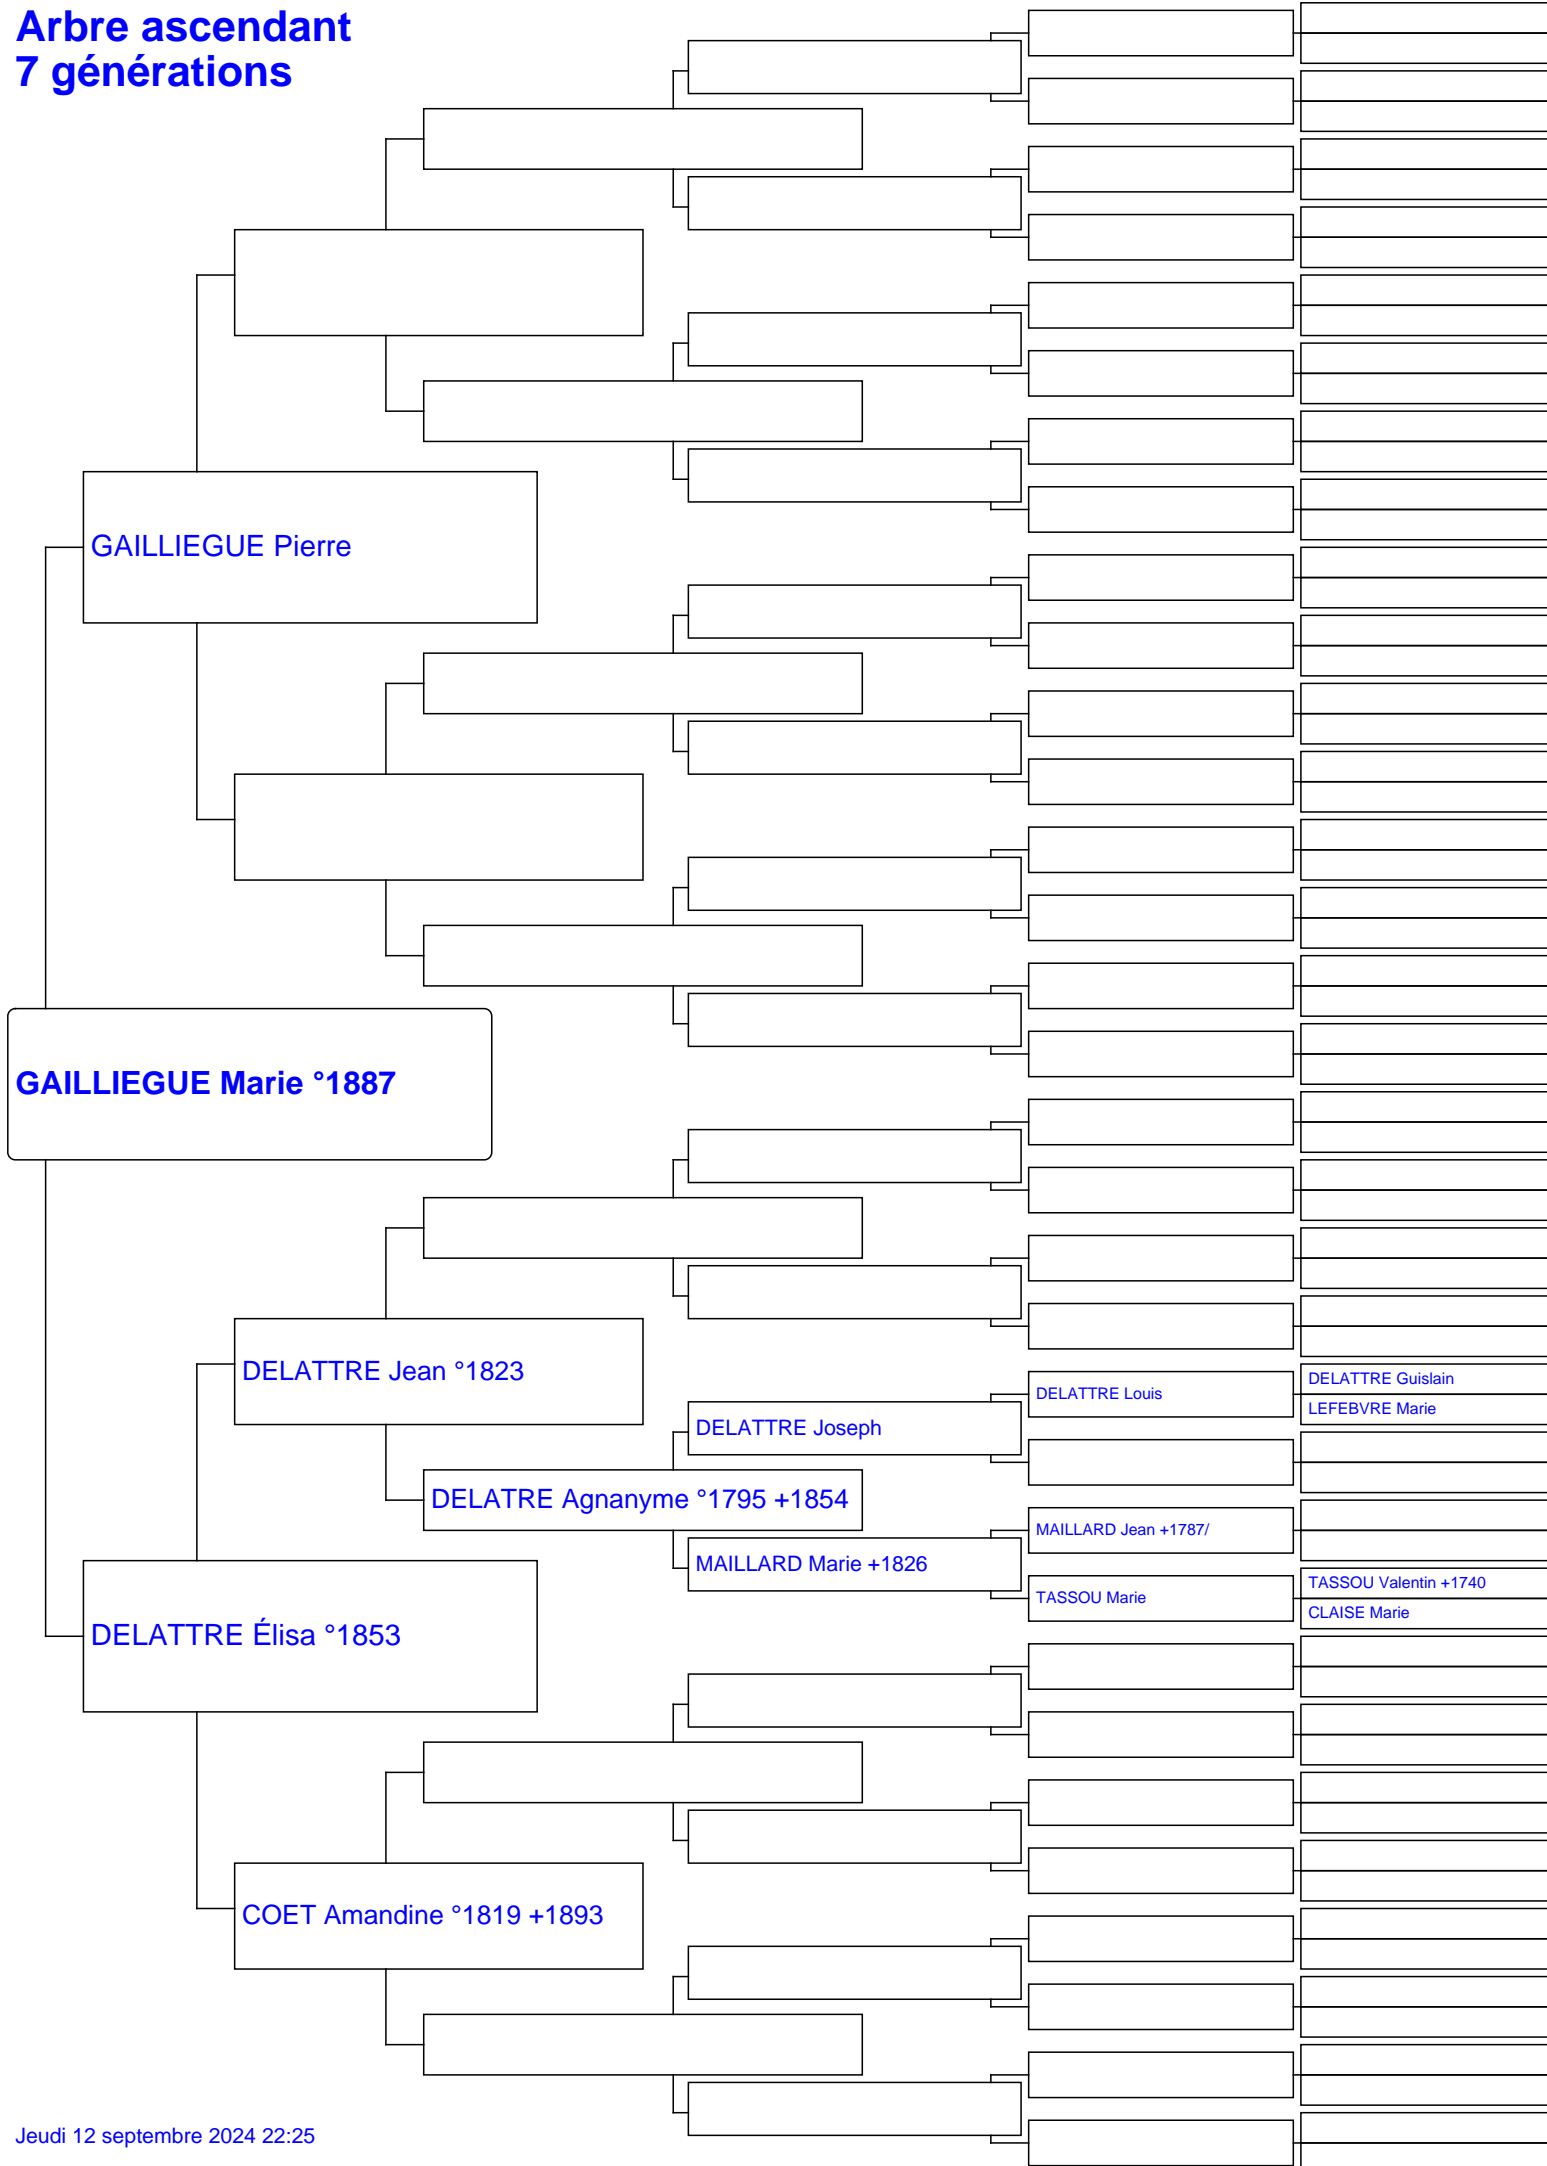 Arbre ascendant
7 générations
GAILLIEGUE Pierre
GAILLIEGUE Marie °1887
DELATTRE Jean °1823
DELATTRE Guislain
DELATTRE Louis
LEFEBVRE Marie
DELATTRE Joseph
DELATRE Agnanyme °1795 +1854
MAILLARD Jean +1787/
MAILLARD Marie +1826
TASSOU Valentin +1740
TASSOU Marie
CLAISE Marie
DELATTRE Élisa °1853
COET Amandine °1819 +1893
Jeudi 12 septembre 2024 22:25